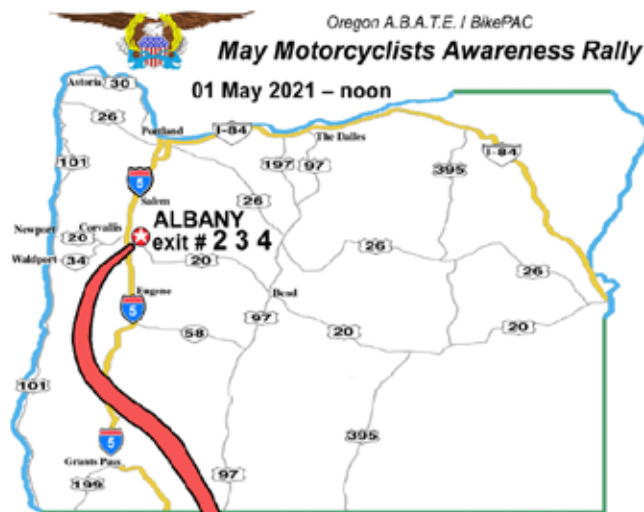 Oregon A.B.A.T.E. / BikePAC
May Motorcyclists Awareness Rally
01 May 2021 – noon
Astoria
30
26
Portland
I-84
The Dalles
I-84
101
197
97
395
5
Salem
26
Newport
20
Corvallis
ALBANY
exit # 2 3 4
Waldport
34
20
26
26
Eugene
Bend
5
58
97
20
20
101
395
5
Grants Pass
97
199